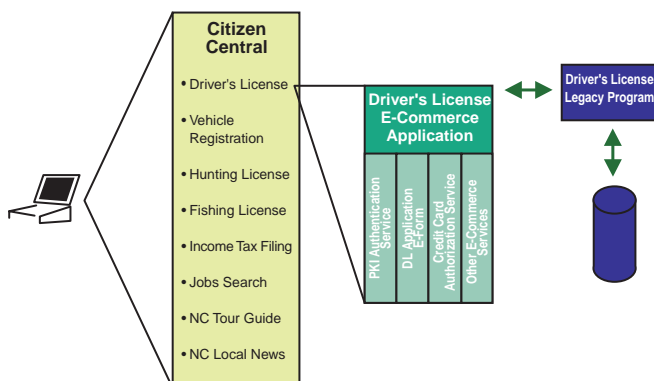 Citizen
Central
• Driver's License
• Vehicle
Registration
• Hunting License
• Fishing License
• Income Tax Filing
• Jobs Search
• NC Tour Guide
• NC Local News
Driver's License
E-Commerce
Application
PKI Authentication
Service
DL Application
E-Form
Credit Card
Authorization Service
Other E-Commerce
Services
Driver's License
Legacy Program